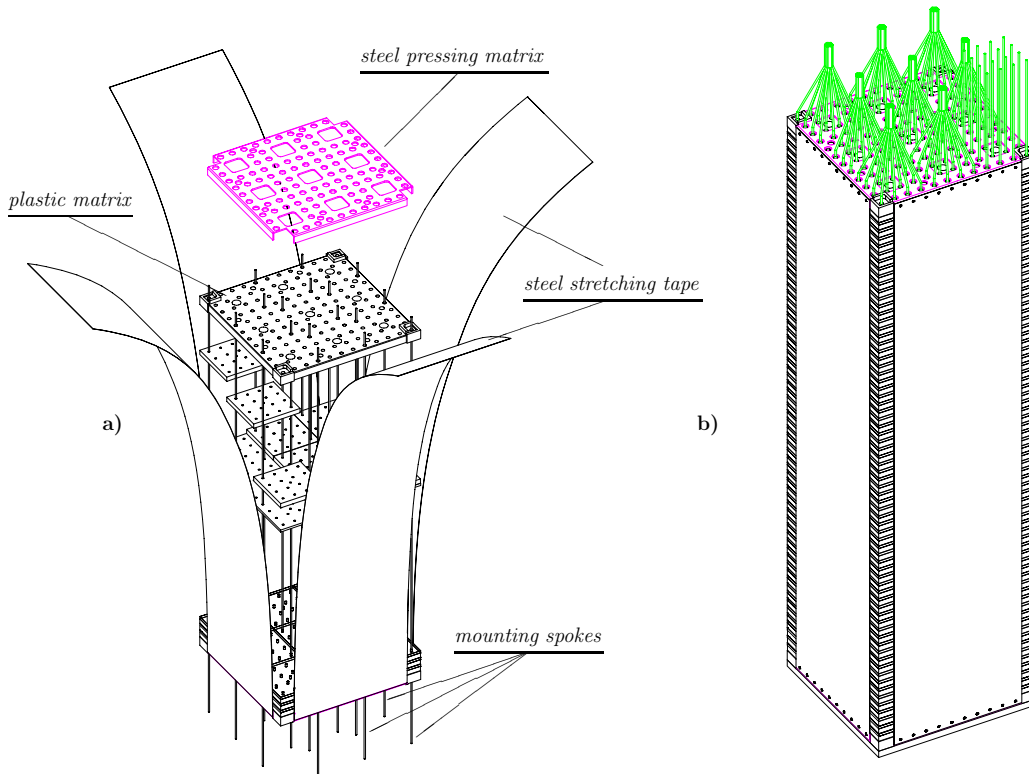 steel pressing matrix
plastic matrix
steel stretching tape
a)
b)
mounting spokes